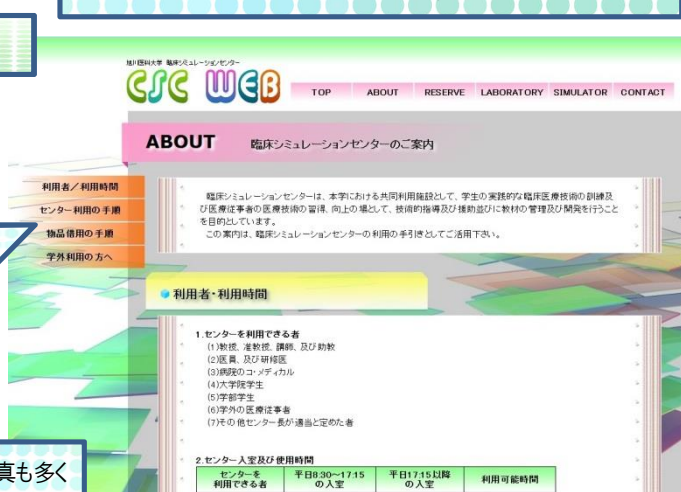 旭川医科大学 臨床シミュレーションセンター
CSC WEB
TOP ABOUT RESERVE LABORATORY SIMULATOR CONTACT
ABOUT 臨床シミュレーションセンターのご案内
利用者/利用時間
センター利用の手順
物品借用の手順
学外利用の方へ
臨床シミュレーションセンターは、本学における共同利用施設として、学生の実践的な臨床医療技術の訓練及
び医療従事者の医療技術の習得、向上の場として、技術的指導及び援助並びに教材の管理及び開発を行うこと
を目的としています。
この案内は、臨床シミュレーションセンターの利用の手引きとしてご活用下さい。
利用者・利用時間
1.センターを利用できる者
(1)教授、准教授、講師、及び助教
(2)医員、及び研修医
(3)病院のコ・メディカル
(4)大学院学生
(5)学部学生
(6)学外の医療従事者
(7)その他センター長が適当と定めた者
2.センター入室及び使用時間
センターを
利用できる者
平日8:30～17:15
の入室
平日17:15以降
の入室
利用可能時間
真も多く